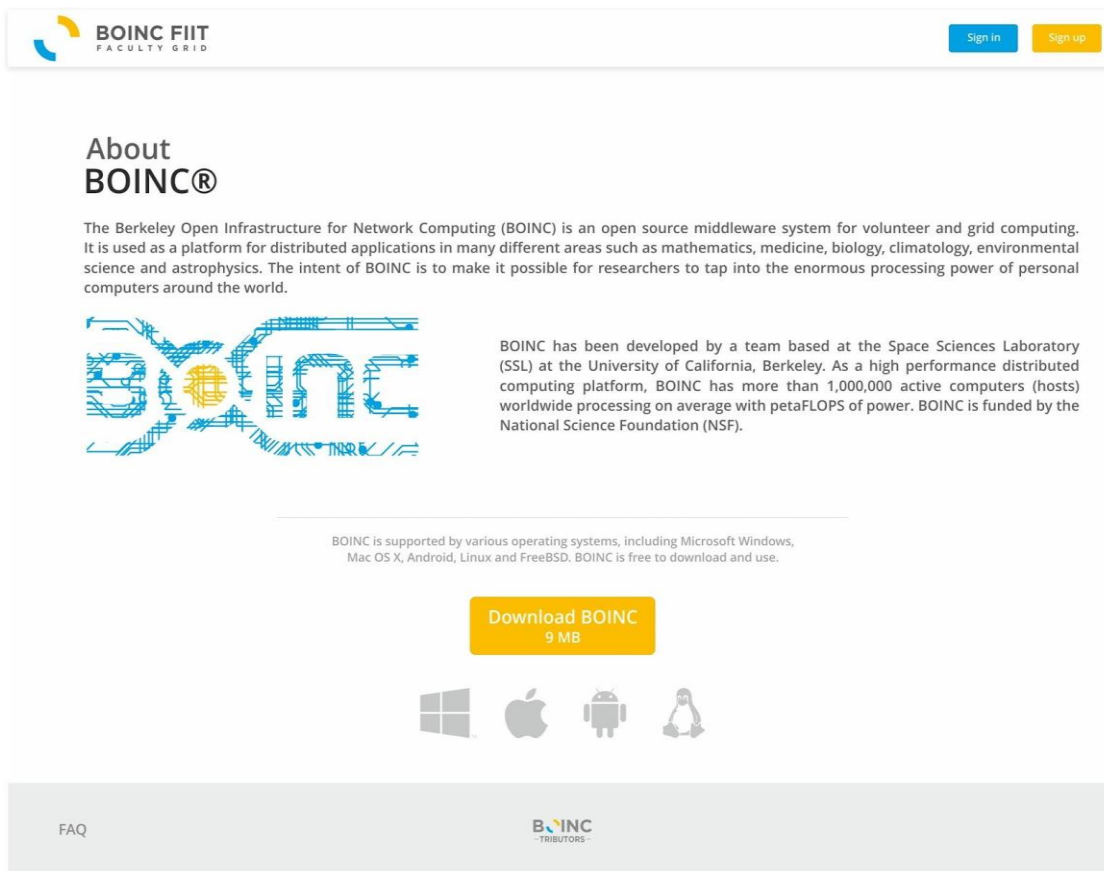 BOINC FIIT
FACULTY GRID
Sign in
Sign up
About
BOINC®
The Berkeley Open Infrastructure for Network Computing (BOINC) is an open source middleware system for volunteer and grid computing.
It is used as a platform for distributed applications in many different areas such as mathematics, medicine, biology, climatology, environmental
science and astrophysics. The intent of BOINC is to make it possible for researchers to tap into the enormous processing power of personal
computers around the world.
BOINC
BOINC has been developed by a team based at the Space Sciences Laboratory
(SSL) at the University of California, Berkeley. As a high performance distributed
computing platform, BOINC has more than 1,000,000 active computers (hosts)
worldwide processing on average with petaFLOPS of power. BOINC is funded by the
National Science Foundation (NSF).
BOINC is supported by various operating systems, including Microsoft Windows,
Mac OS X, Android, Linux and FreeBSD. BOINC is free to download and use.
Download BOINC
9 MB
FAQ
BOINC
-TRIBUTORS-